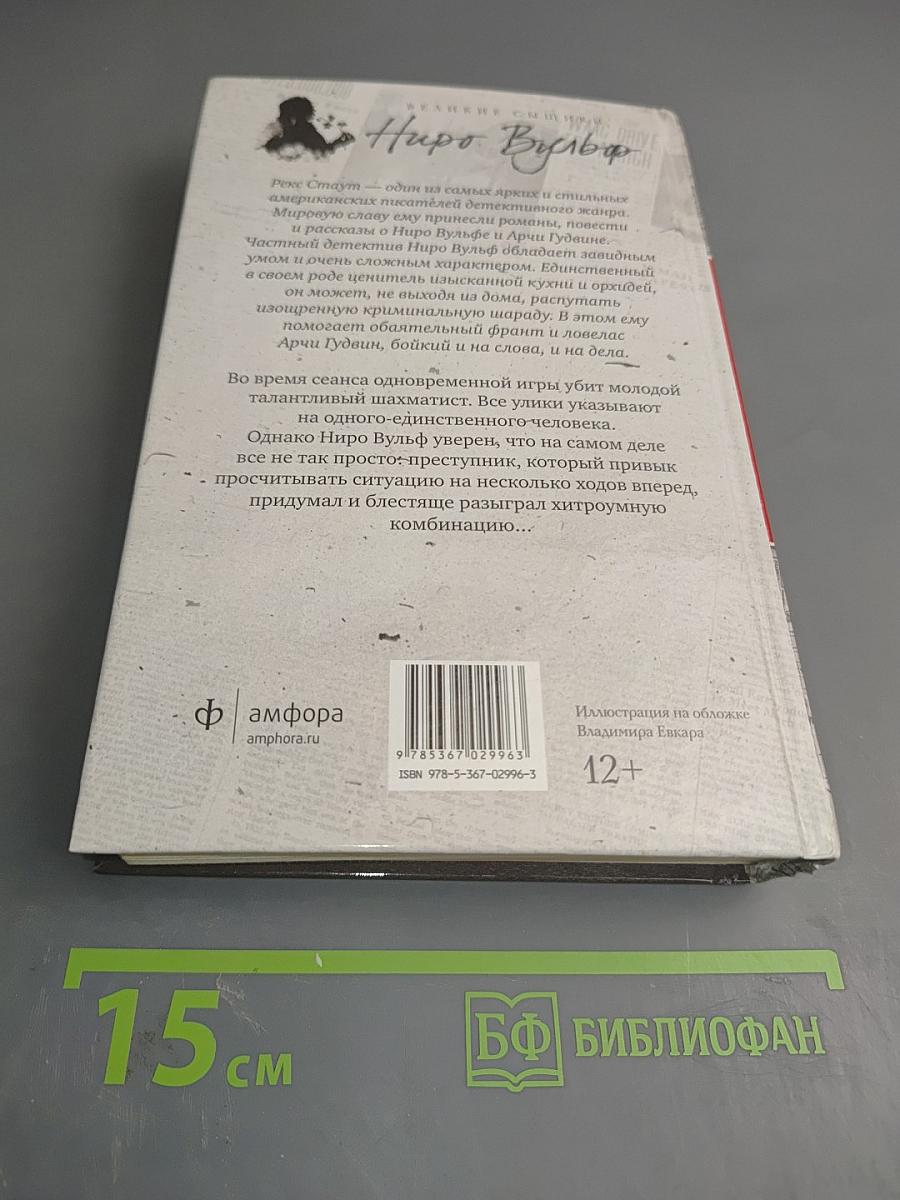 ВЕЛИКИЕ СЫЩИКИ
Ниро Вульф
Рекс Стаут — один из самых ярких и стильных
американских писателей детективного жанра.
Мировую славу ему принесли романы, повести
и рассказы о Ниро Вульфе и Арчи Гудвине.
Частный детектив Ниро Вульф обладает завидным
умом и очень сложным характером. Единственный
в своем роде ценитель изысканной кухни и орхидей,
он может, не выходя из дома, распутать
изощренную криминальную шараду. В этом ему
помогает обаятельный франт и ловелас
Арчи Гудвин, бойкий и на слова, и на дела.
Во время сеанса одновременной игры убит молодой
талантливый шахматист. Все улики указывают
на одного-единственного человека.
Однако Ниро Вульф уверен, что на самом деле
все не так просто: преступник, который привык
просчитывать ситуацию на несколько ходов вперед,
придумал и блестяще разыграл хитроумную
комбинацию...
ф амфора
amphora.ru
9 785367 029963
ISBN 978-5-367-02996-3
Иллюстрация на обложке
Владимира Евкара
12+
15 см
БФ БИБЛИОФАН